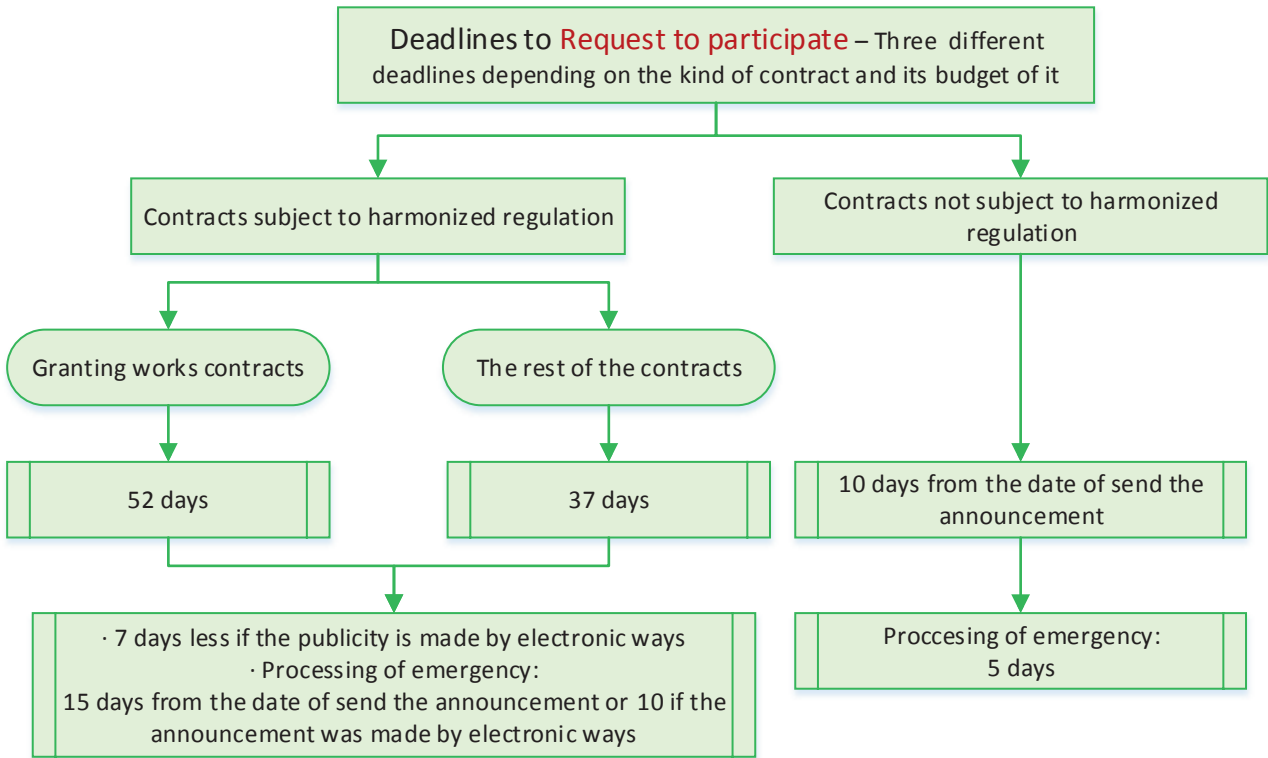 Deadlines to Request to participate – Three different
deadlines depending on the kind of contract and its budget of it
Contracts subject to harmonized regulation
Contracts not subject to harmonized
regulation
Granting works contracts
The rest of the contracts
52 days
37 days
10 days from the date of send the
announcement
· 7 days less if the publicity is made by electronic ways
· Processing of emergency:
15 days from the date of send the announcement or 10 if the
announcement was made by electronic ways
Proccesing of emergency:
5 days